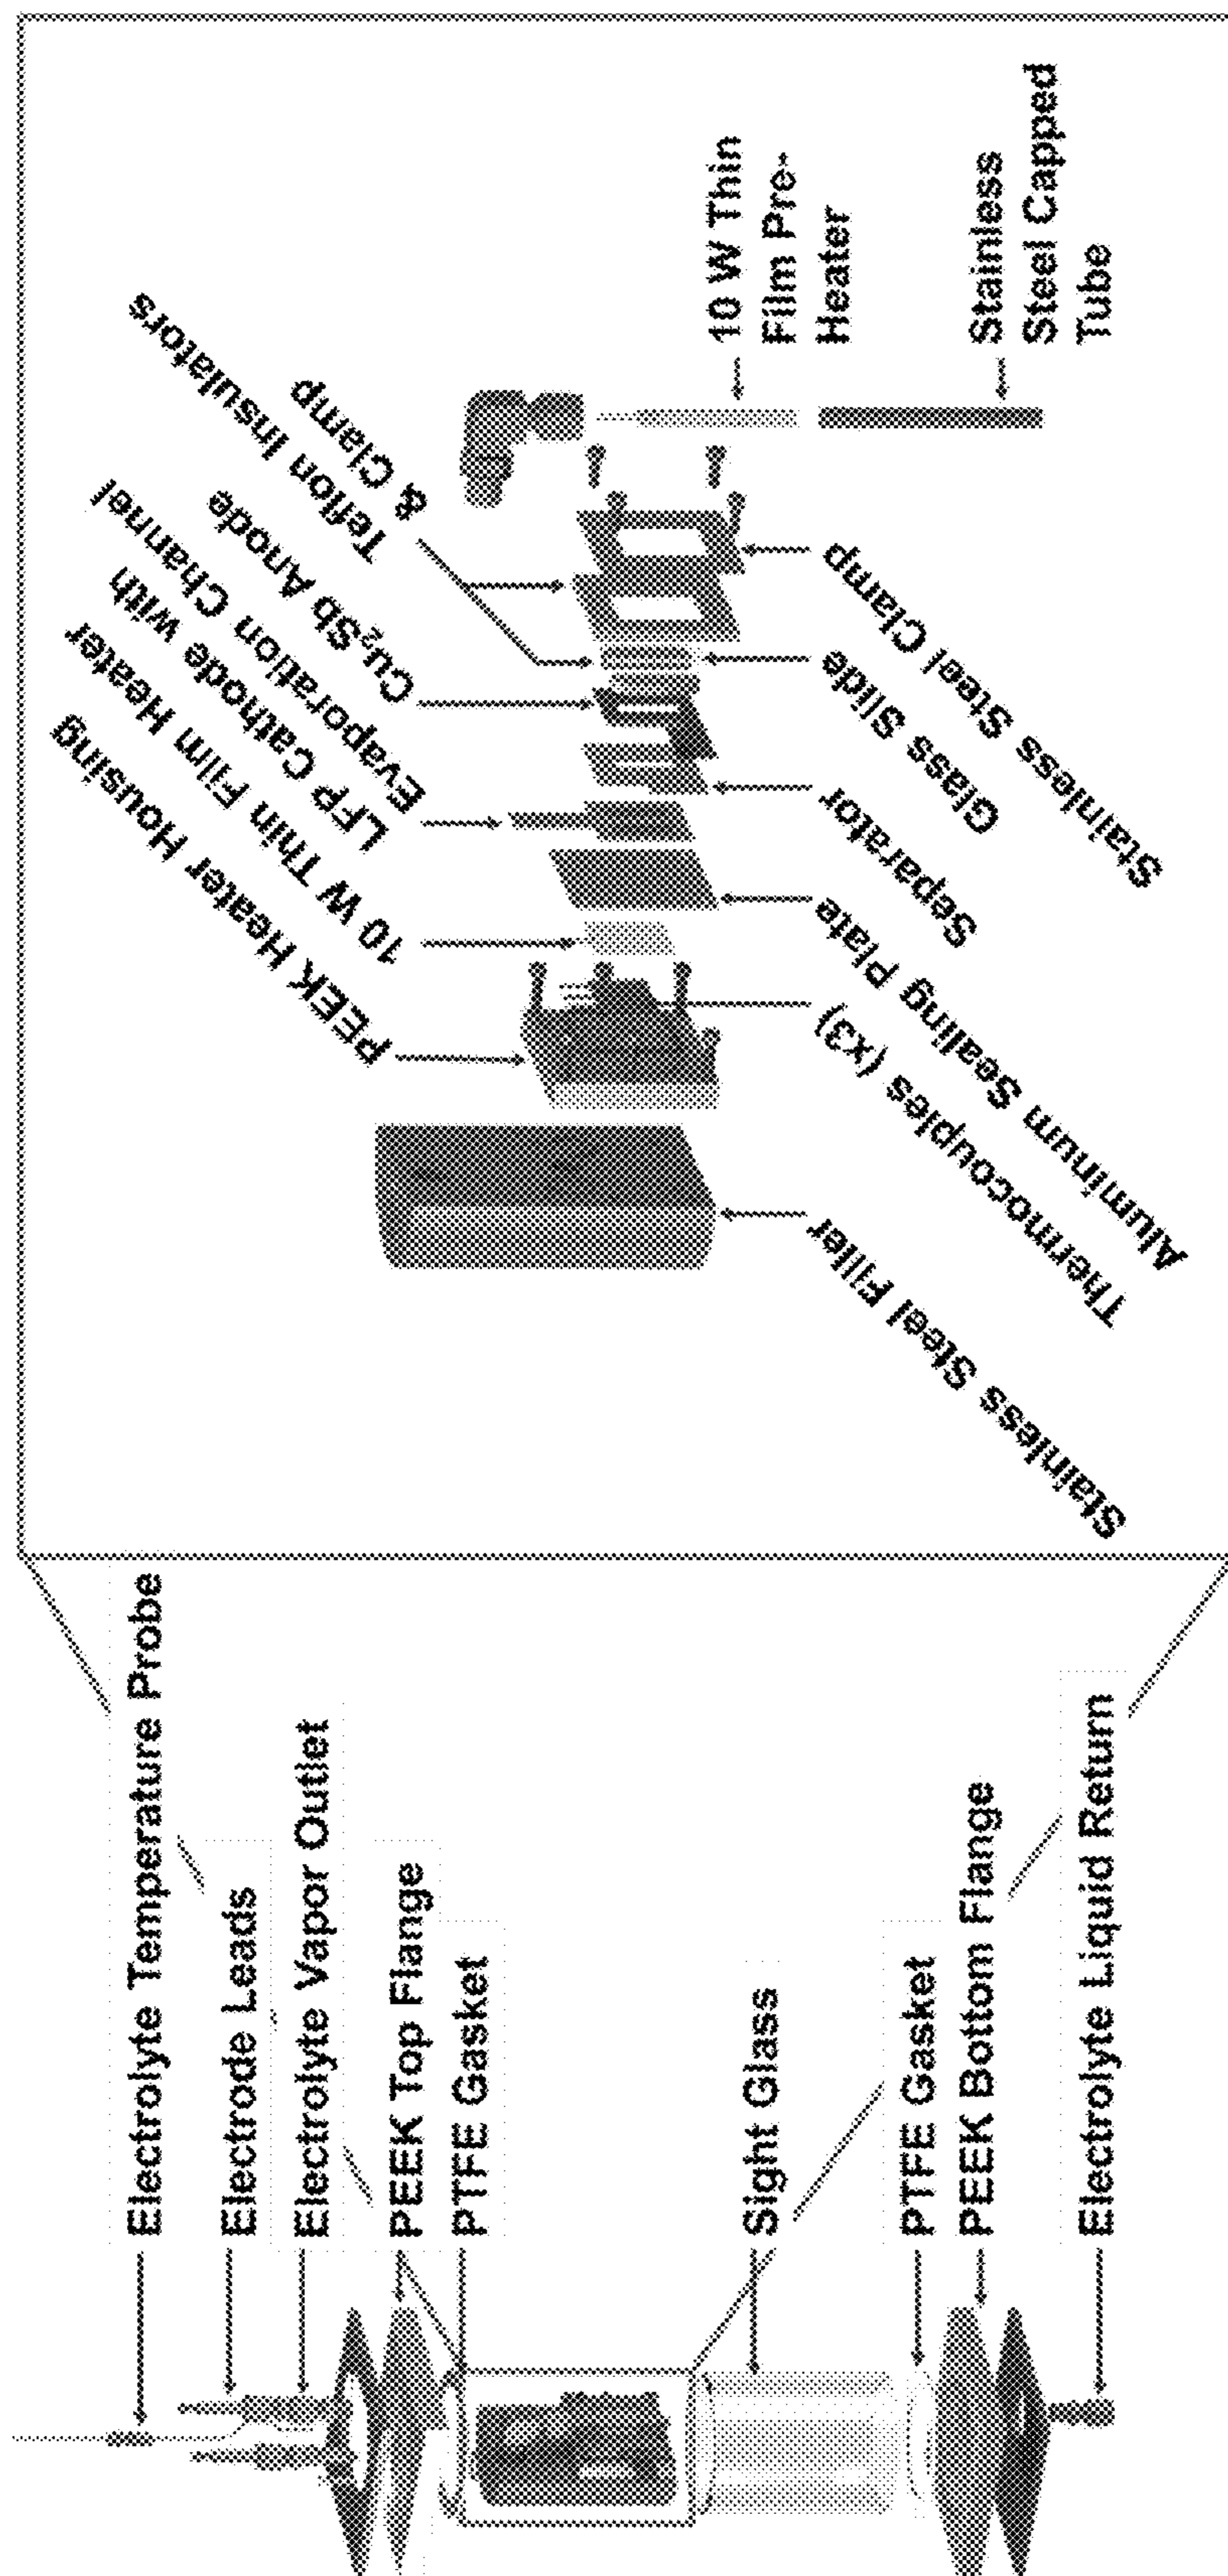 Electrolyte Temperature Probe
Electrode Leads
Electrolyte Vapor Outlet
PEEK Top Flange
PTFE Gasket
Sight Glass
PTFE Gasket
PEEK Bottom Flange
Electrolyte Liquid Return
PEEK Heater Housing
10 W Thin Film Heater
LFP Cathode with
Evaporation Channel
Cu₂Sb Anode
Teflon Insulators
& Clamp
10 W Thin
Film Pre-
Heater
Stainless
Steel Capped
Tube
Stainless Steel Filler
Thermocouples (x3)
Aluminum Sealing Plate
Separator
Glass Slide
Stainless Steel Clamp